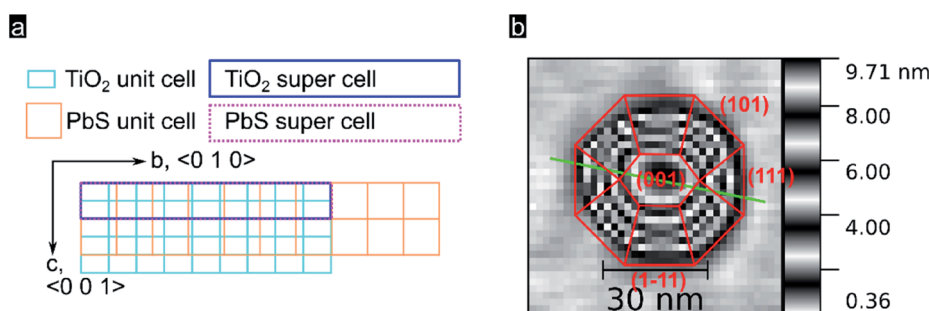 a
TiO₂ unit cell
TiO₂ super cell
PbS unit cell
PbS super cell
b, <0 1 0>
c,
<0 0 1>
b
(101)
(001)
(111)
(1-11)
30 nm
9.71 nm
8.00
6.00
4.00
0.36